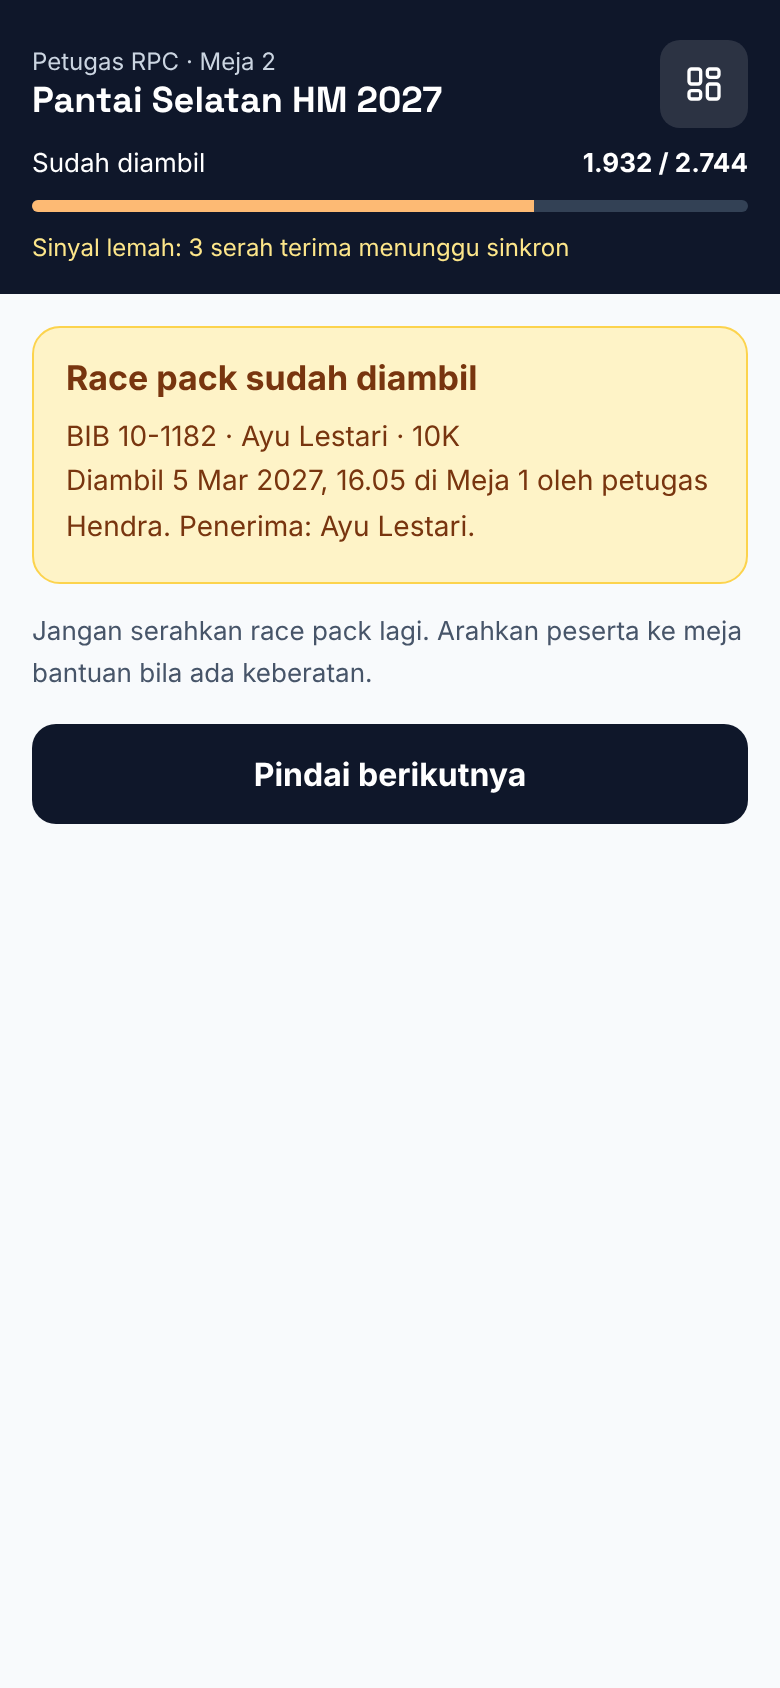 Petugas RPC · Meja 2
Pantai Selatan HM 2027
Sudah diambil 1.932 / 2.744
Sinyal lemah: 3 serah terima menunggu sinkron
Race pack sudah diambil
BIB 10-1182 · Ayu Lestari · 10K
Diambil 5 Mar 2027, 16.05 di Meja 1 oleh petugas
Hendra. Penerima: Ayu Lestari.
Jangan serahkan race pack lagi. Arahkan peserta ke meja
bantuan bila ada keberatan.
Pindai berikutnya